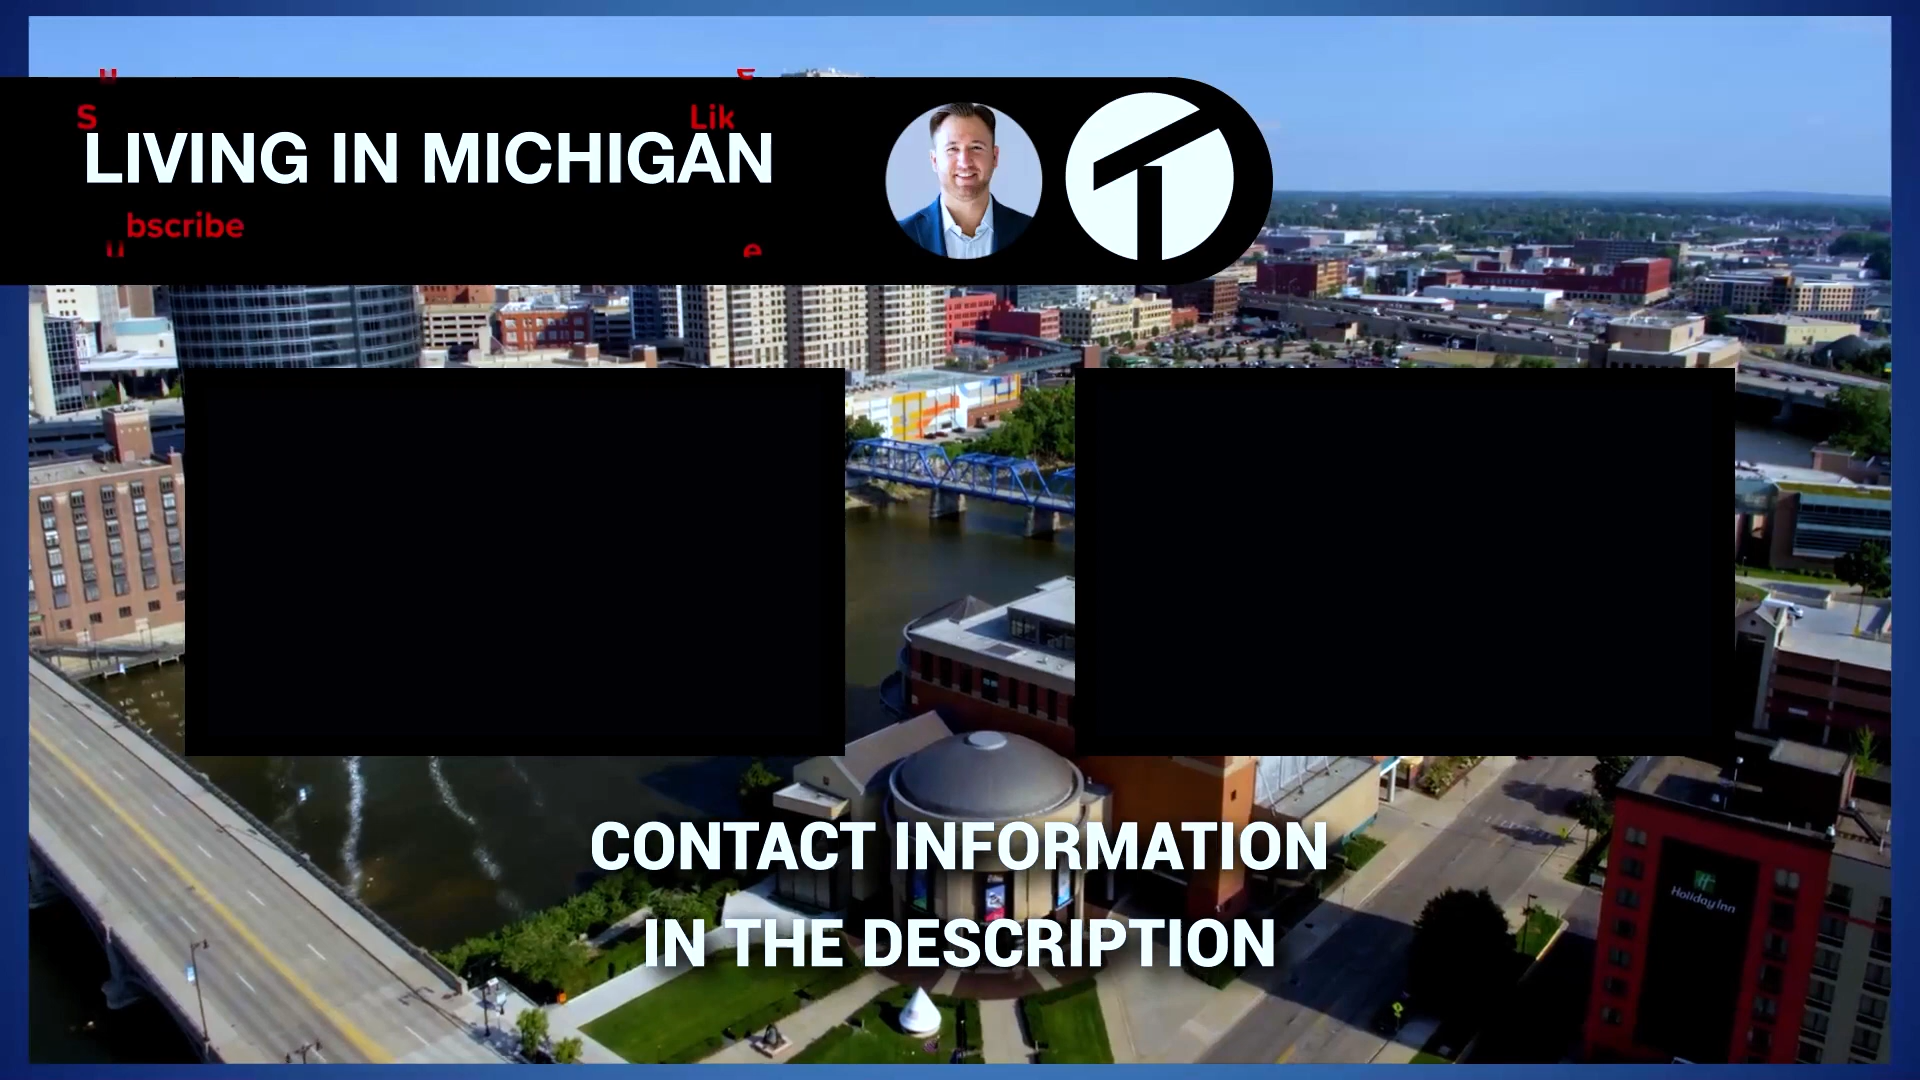 LIVING IN MICHIGAN
S
Lik
bscribe
u
e
CONTACT INFORMATION
IN THE DESCRIPTION
Holiday Inn